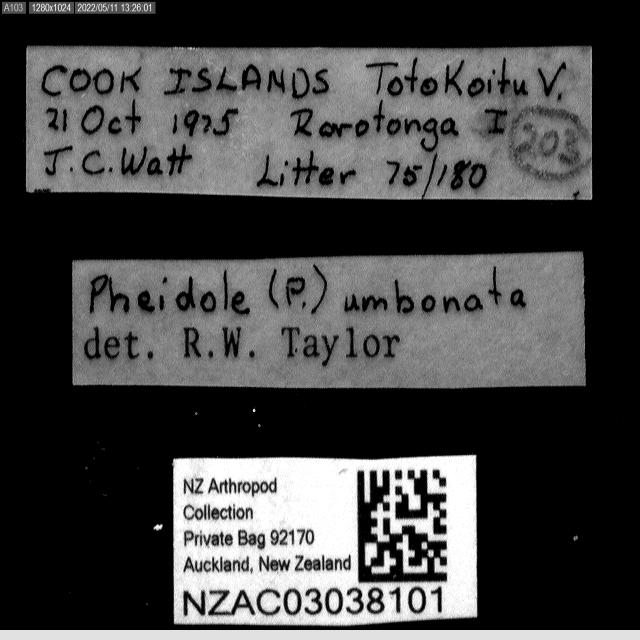 A103 1280x1024 2022/05/11 13:26:01
COOK ISLANDS TotoKoitu V.
21 Oct 1975 Rarotonga I 203
J.C. Watt Litter 75/180
Pheidole (P.) umbonata
det. R.W. Taylor
NZ Arthropod
Collection
Private Bag 92170
Auckland, New Zealand
NZAC03038101